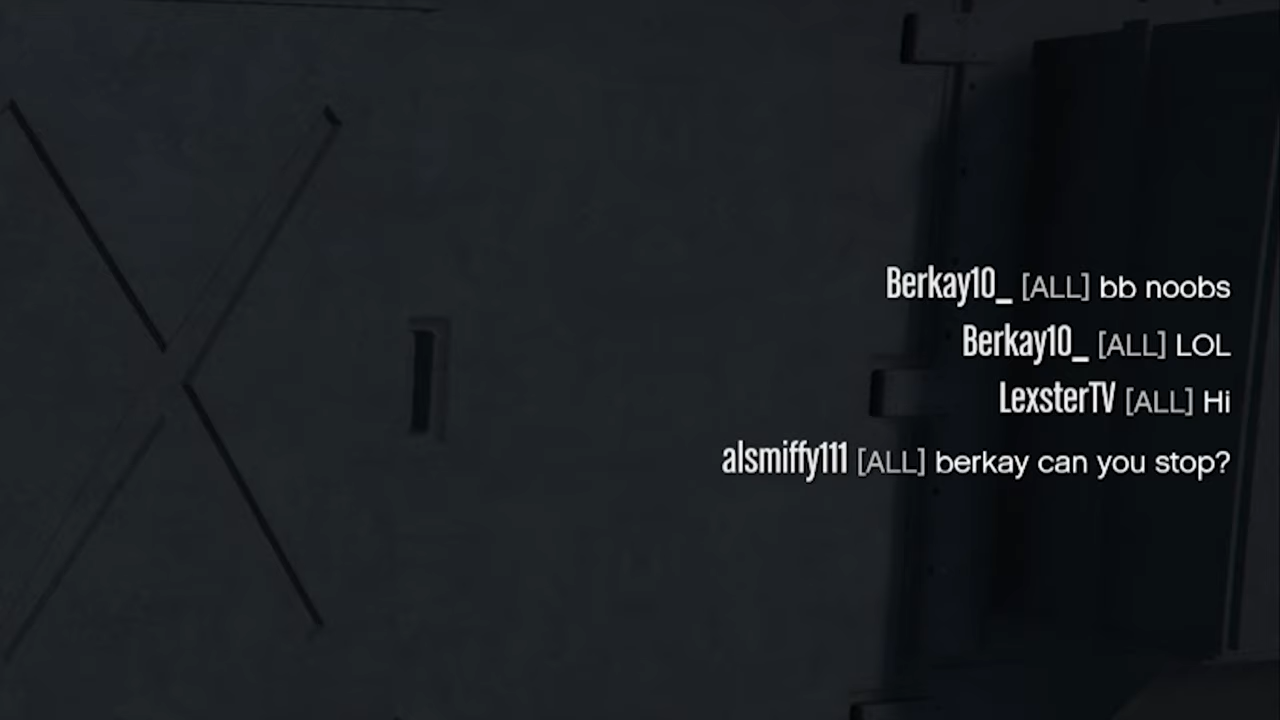 Berkay10_ [ALL] bb noobs
Berkay10_ [ALL] LOL
LexsterTV [ALL] Hi
alsmiffy111 [ALL] berkay can you stop?